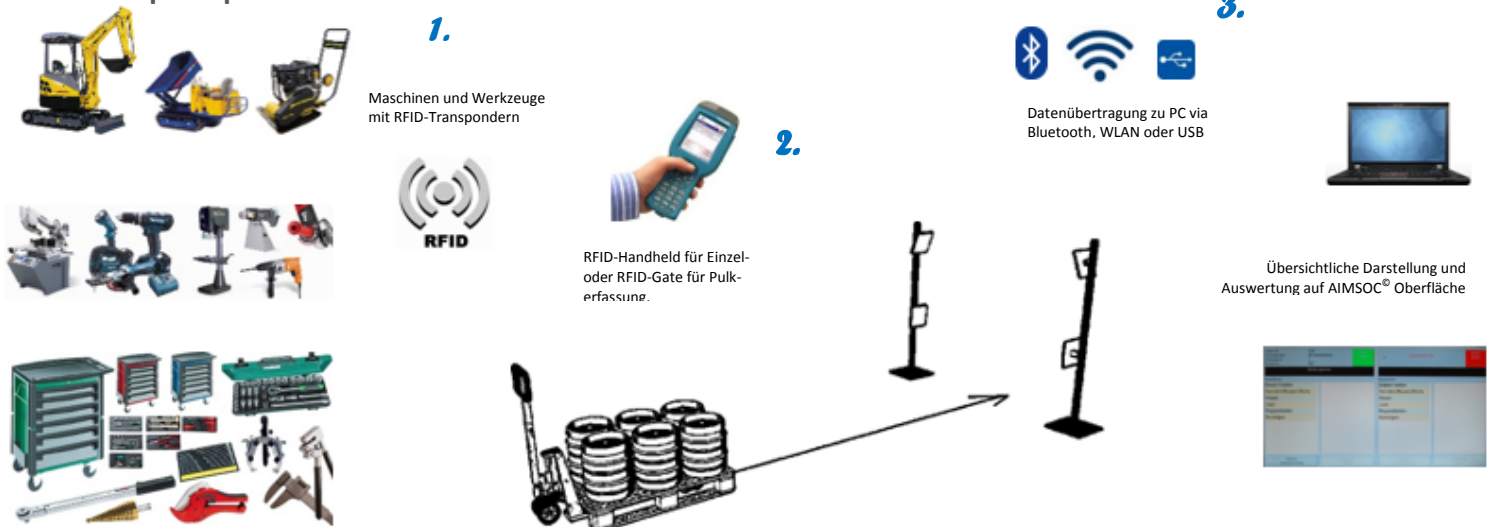 1.
Maschinen und Werkzeuge
mit RFID-Transpondern
RFID
2.
RFID-Handheld für Einzel-
oder RFID-Gate für Pulk-
erfassung.
3.
Datenübertragung zu PC via
Bluetooth, WLAN oder USB
Übersichtliche Darstellung und
Auswertung auf AIMSOC© Oberfläche